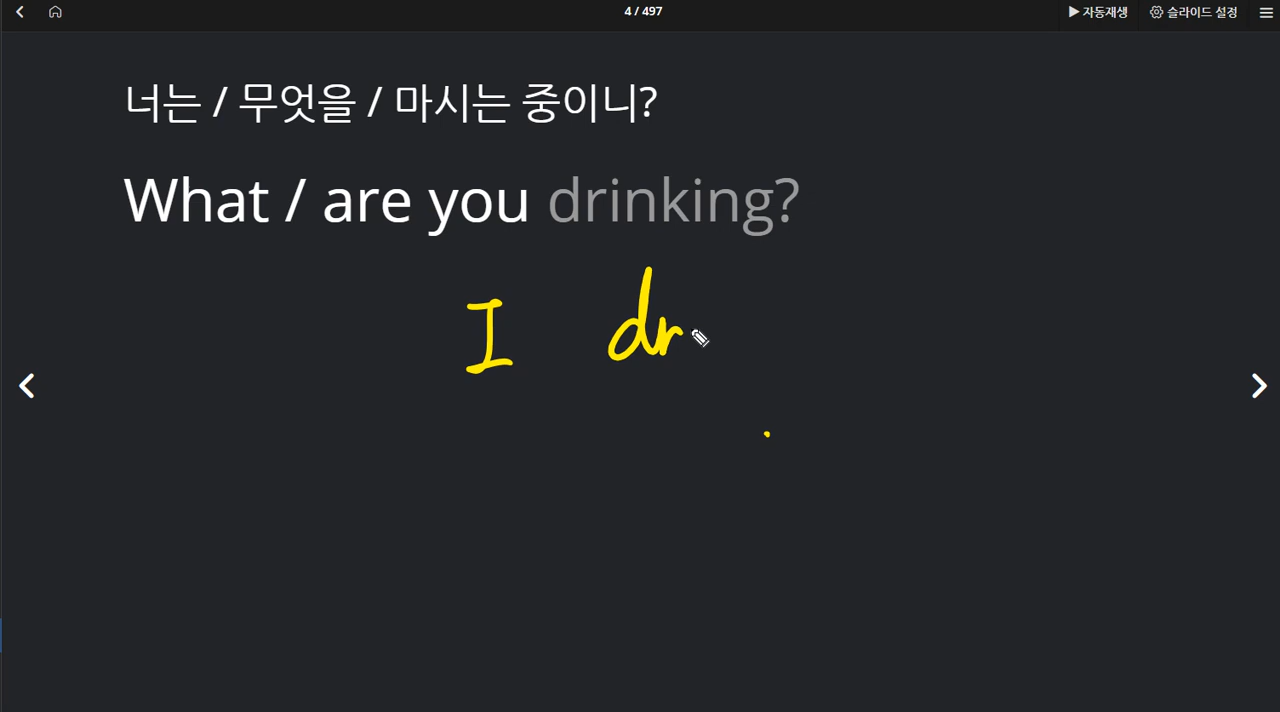 4 / 497
자동재생
슬라이드 설정
너는 / 무엇을 / 마시는 중이니?
What / are you drinking?
I dr